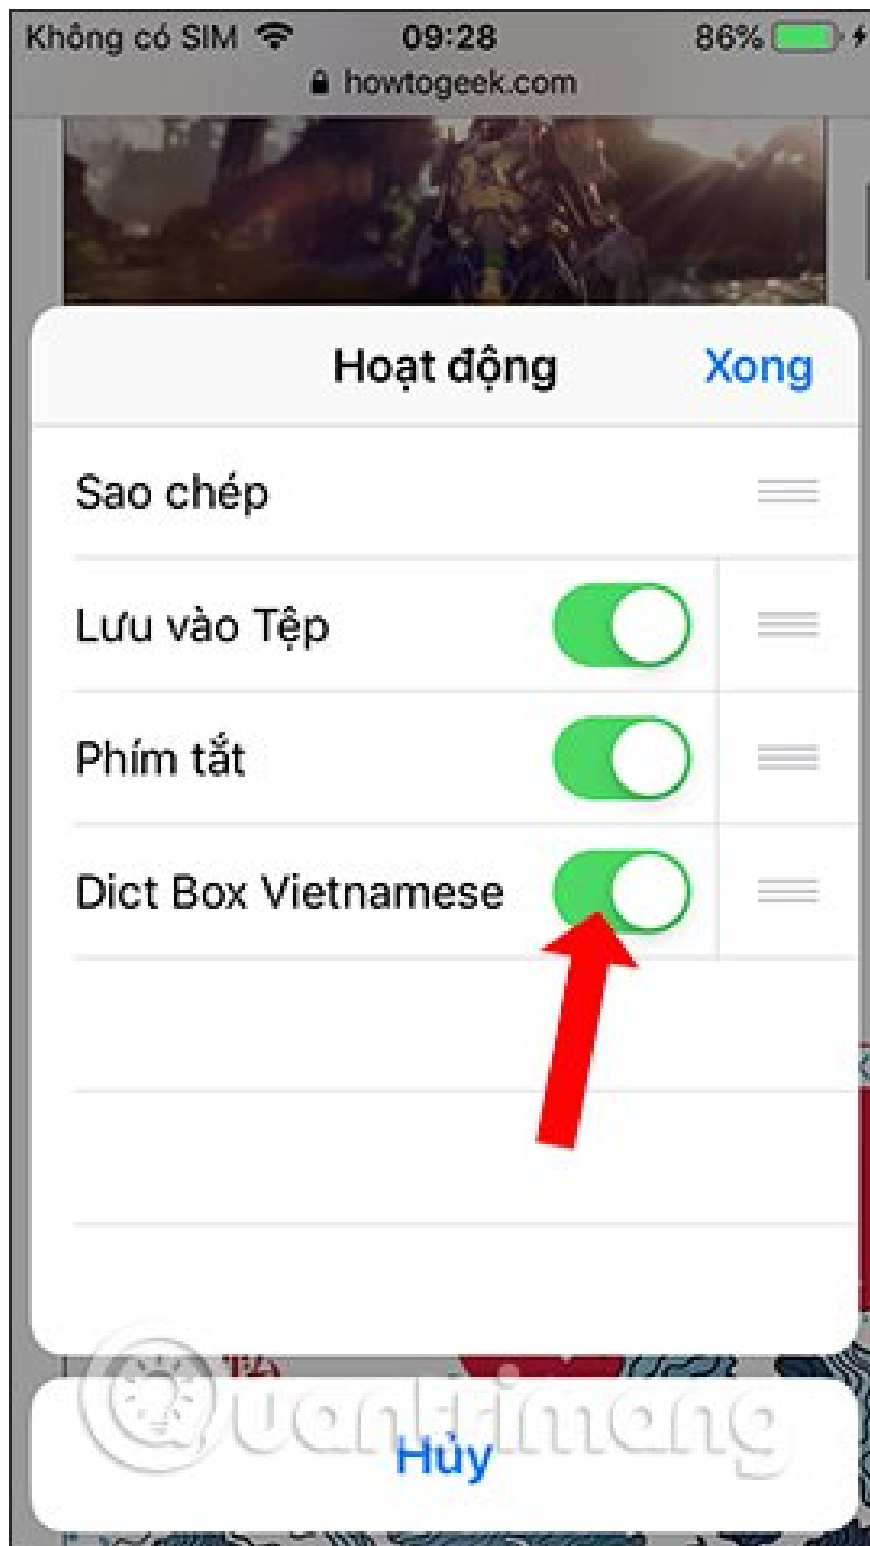 Không có SIM 09:28 86%
howtogeek.com
Hoạt động Xong
Sao chép
Lưu vào Tệp
Phím tắt
Dict Box Vietnamese
Quantrimang
Hủy